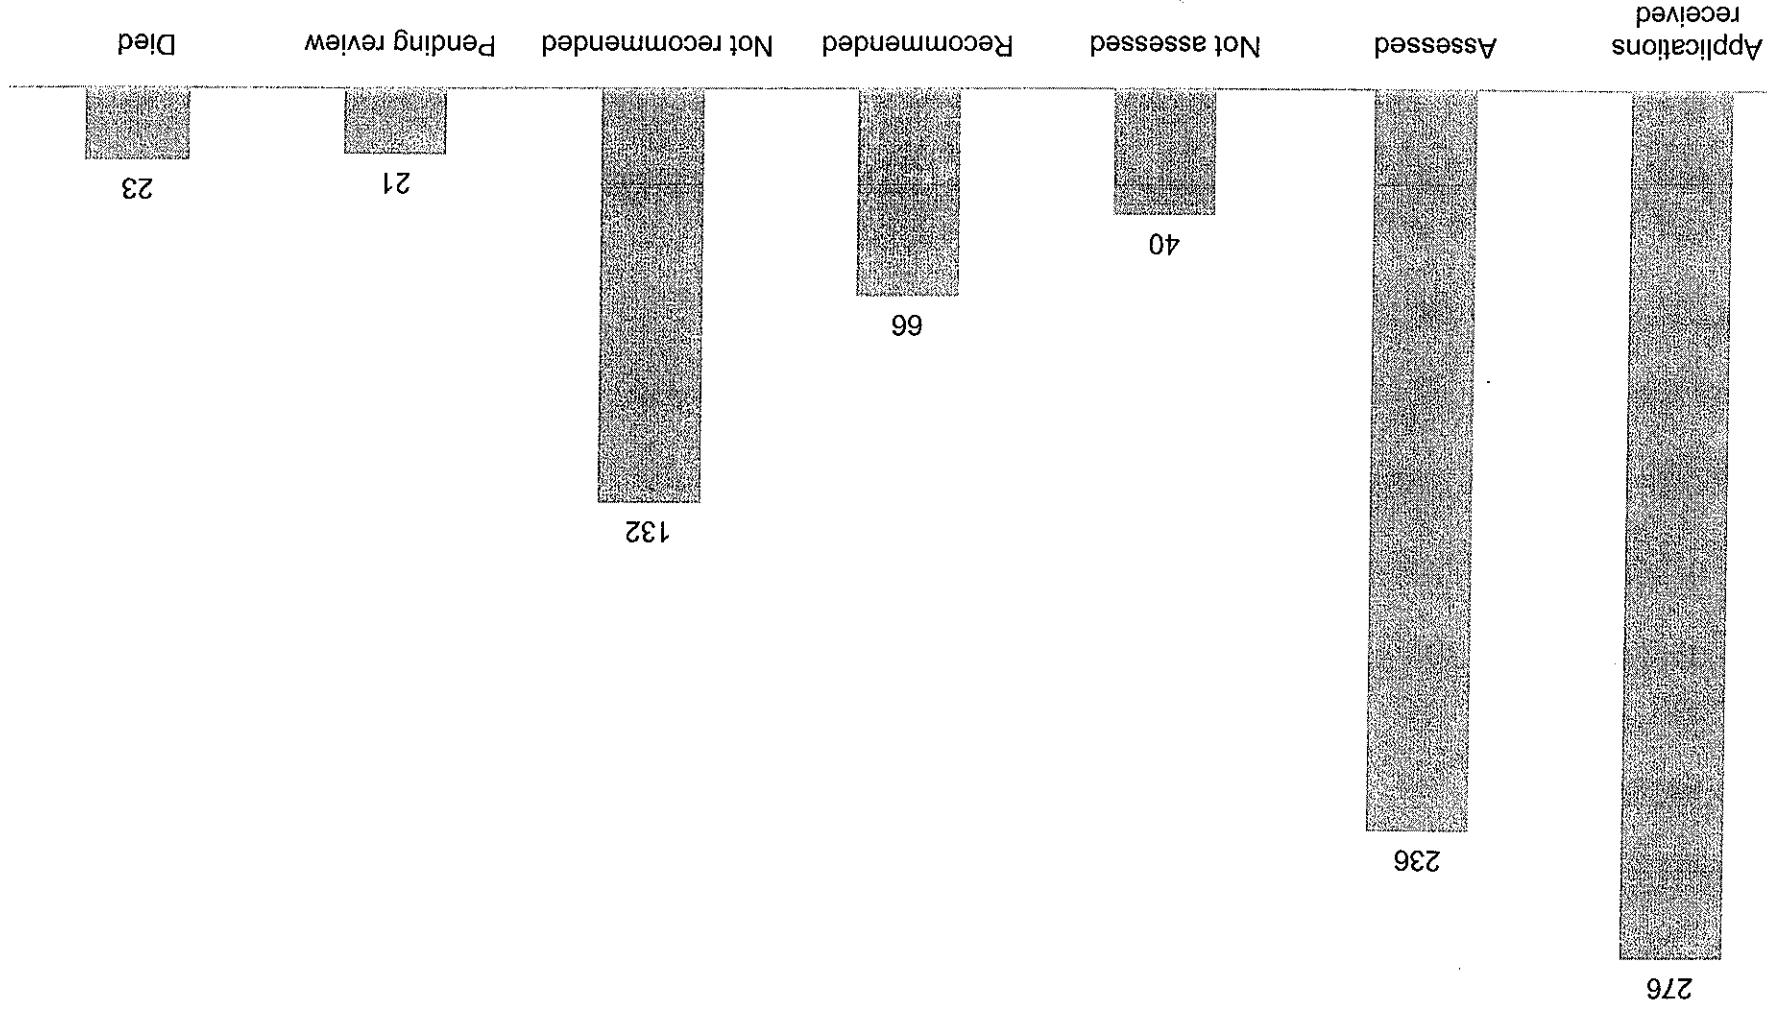 276
236
40
66
132
21
23
Applications
received
Assessed
Not assessed
Recommended
Not recommended
Pending review
Died